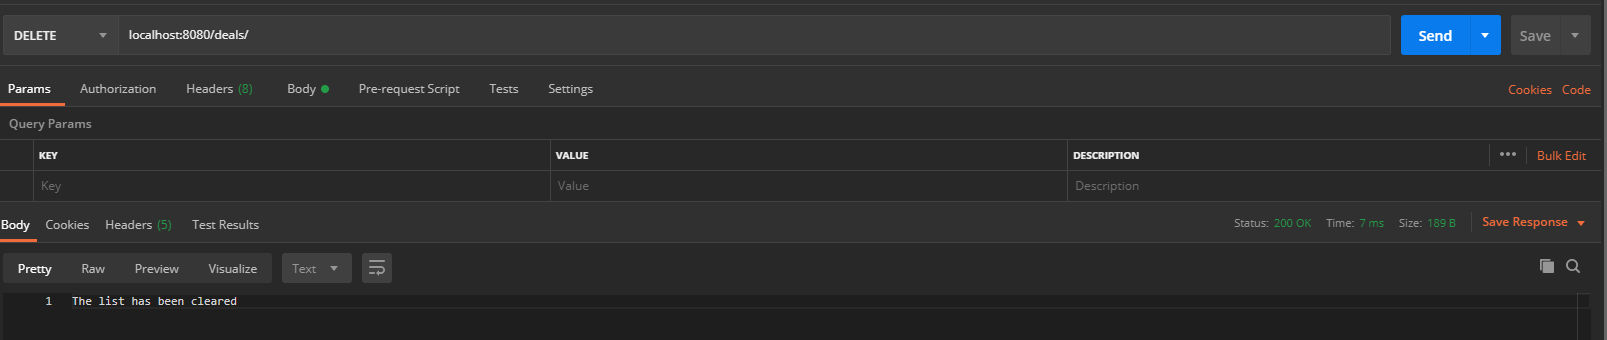 DELETE localhost:8080/deals/ Send Save
Params Authorization Headers (8) Body Pre-request Script Tests Settings Cookies Code
Query Params
KEY VALUE DESCRIPTION ••• Bulk Edit
Key Value Description
Body Cookies Headers (5) Test Results Status: 200 OK Time: 7 ms Size: 189 B Save Response
Pretty Raw Preview Visualize Text
1 The list has been cleared